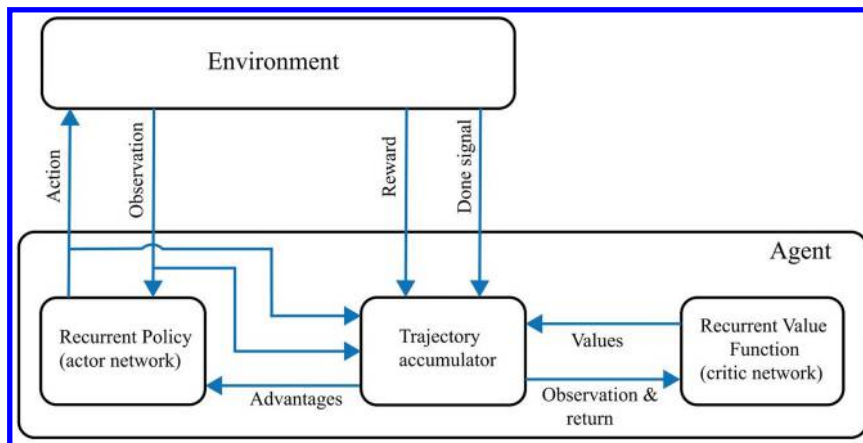 Environment
Action
Observation
Reward
Done signal
Agent
Recurrent Policy
(actor network)
Trajectory
accumulator
Recurrent Value
Function
(critic network)
Values
Advantages
Observation &
return